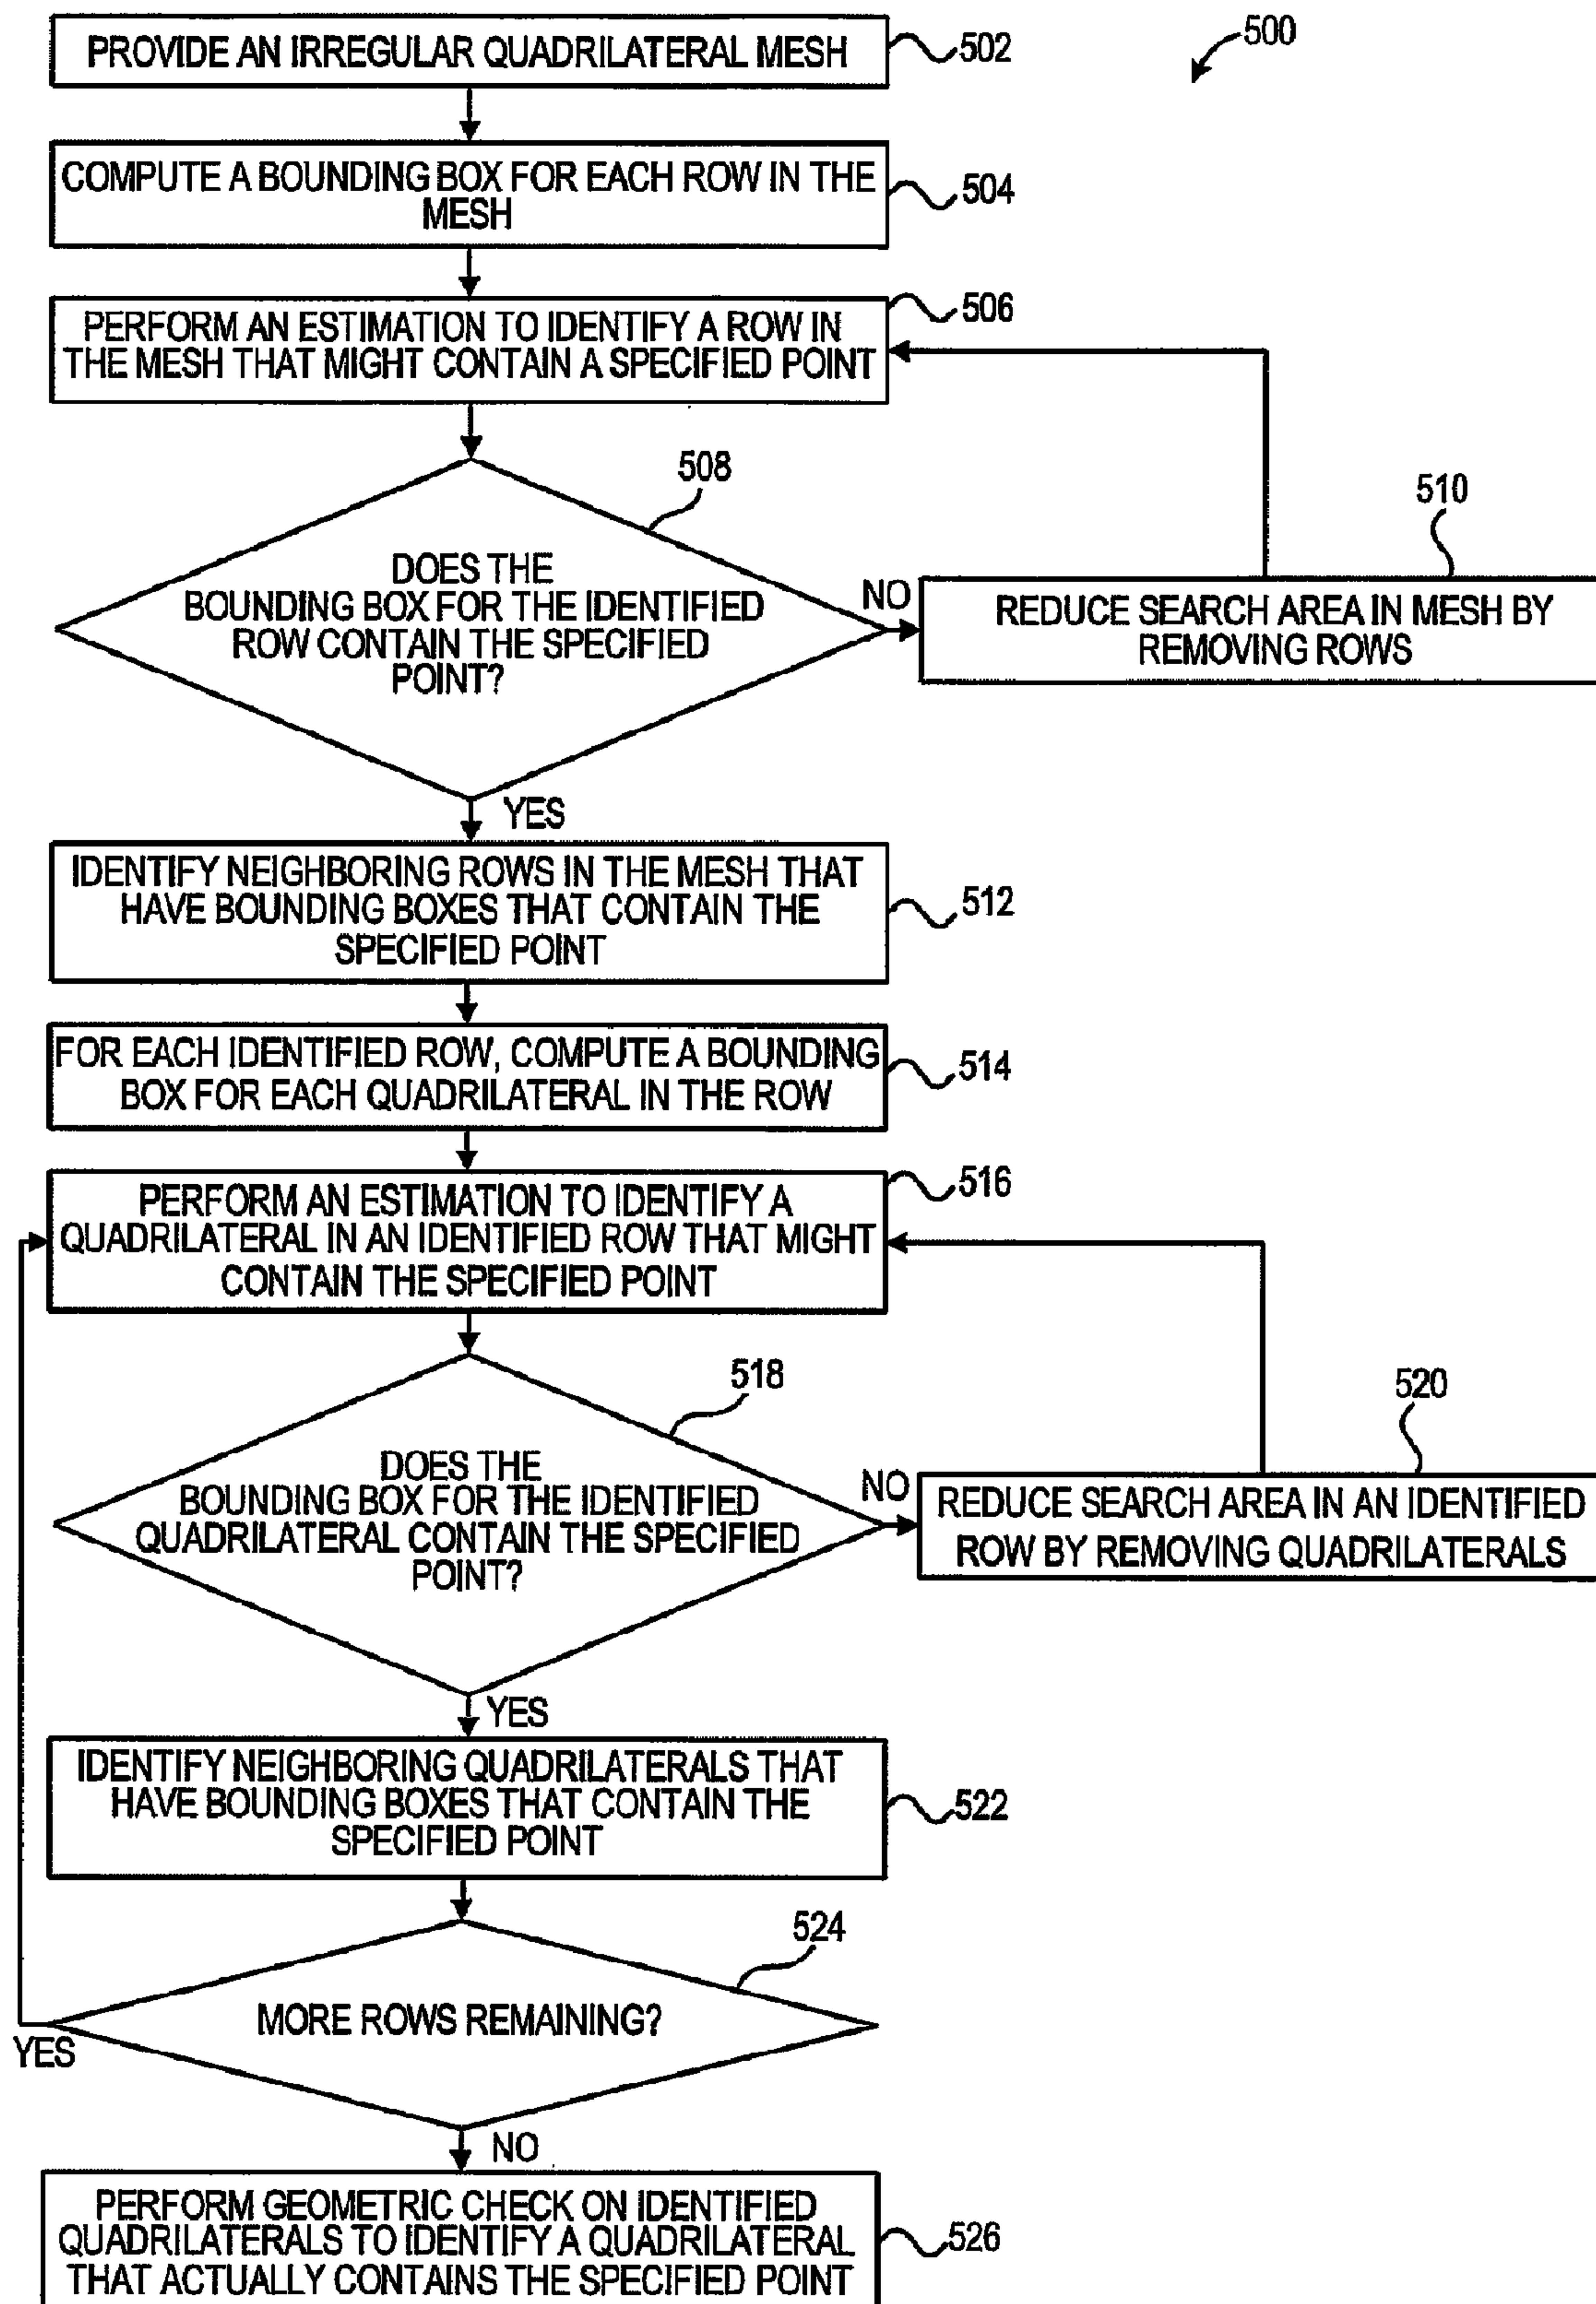 500
PROVIDE AN IRREGULAR QUADRILATERAL MESH
502
COMPUTE A BOUNDING BOX FOR EACH ROW IN THE
MESH
504
PERFORM AN ESTIMATION TO IDENTIFY A ROW IN
THE MESH THAT MIGHT CONTAIN A SPECIFIED POINT
506
508
DOES THE
BOUNDING BOX FOR THE IDENTIFIED
ROW CONTAIN THE SPECIFIED
POINT?
NO
510
REDUCE SEARCH AREA IN MESH BY
REMOVING ROWS
YES
IDENTIFY NEIGHBORING ROWS IN THE MESH THAT
HAVE BOUNDING BOXES THAT CONTAIN THE
SPECIFIED POINT
512
FOR EACH IDENTIFIED ROW, COMPUTE A BOUNDING
BOX FOR EACH QUADRILATERAL IN THE ROW
514
PERFORM AN ESTIMATION TO IDENTIFY A
QUADRILATERAL IN AN IDENTIFIED ROW THAT MIGHT
CONTAIN THE SPECIFIED POINT
516
518
DOES THE
BOUNDING BOX FOR THE IDENTIFIED
QUADRILATERAL CONTAIN THE SPECIFIED
POINT?
NO
520
REDUCE SEARCH AREA IN AN IDENTIFIED
ROW BY REMOVING QUADRILATERALS
YES
IDENTIFY NEIGHBORING QUADRILATERALS THAT
HAVE BOUNDING BOXES THAT CONTAIN THE
SPECIFIED POINT
522
524
MORE ROWS REMAINING?
YES
NO
PERFORM GEOMETRIC CHECK ON IDENTIFIED
QUADRILATERALS TO IDENTIFY A QUADRILATERAL
THAT ACTUALLY CONTAINS THE SPECIFIED POINT
526